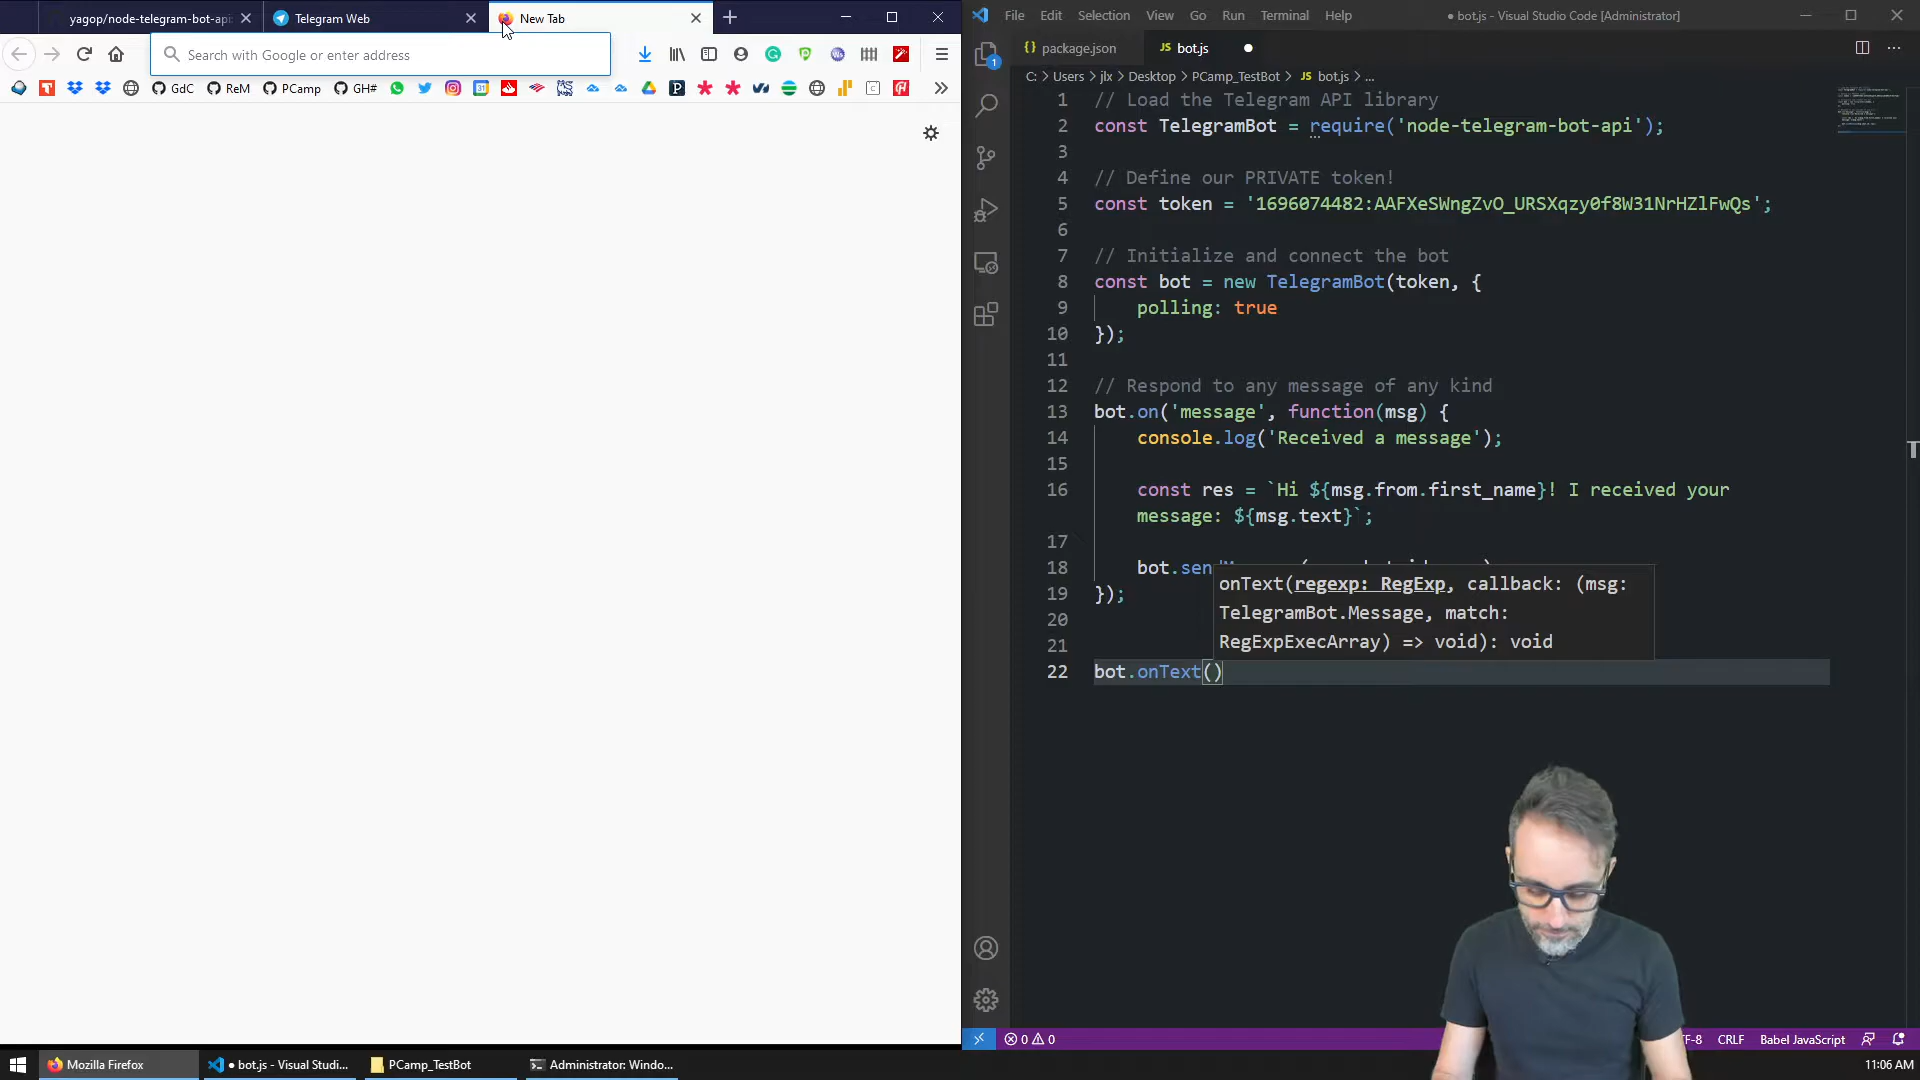 yagop/node-telegram-bot-api:
Telegram Web
New Tab
Search with Google or enter address
GdC
ReM
PCamp
GH#
File Edit Selection View Go Run Terminal Help
● bot.js - Visual Studio Code [Administrator]
{} package.json
JS bot.js
C: > Users > jlx > Desktop > PCamp_TestBot > JS bot.js > ...
1 // Load the Telegram API library
2 const TelegramBot = require('node-telegram-bot-api');
3
4 // Define our PRIVATE token!
5 const token = '1696074482:AAFXeSWngZvO_URSXqzy0f8W31NrHZlFwQs';
6
7 // Initialize and connect the bot
8 const bot = new TelegramBot(token, {
9 polling: true
10 });
11
12 // Respond to any message of any kind
13 bot.on('message', function(msg) {
14 console.log('Received a message');
15
16 const res = `Hi ${msg.from.first_name}! I received your
message: ${msg.text}`;
17
18 bot.sen
onText(regexp: RegExp, callback: (msg:
19 });
TelegramBot.Message, match:
20
RegExpExecArray) => void): void
21
22 bot.onText()
1
0 0
TF-8 CRLF Babel JavaScript
Mozilla Firefox
● bot.js - Visual Studi...
PCamp_TestBot
Administrator: Windo...
11:06 AM